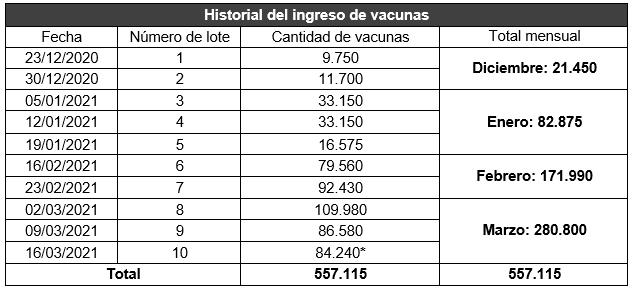 Historial del ingreso de vacunas
Fecha Número de lote Cantidad de vacunas Total mensual
23/12/2020 1 9.750 Diciembre: 21.450
30/12/2020 2 11.700
05/01/2021 3 33.150 Enero: 82.875
12/01/2021 4 33.150
19/01/2021 5 16.575
16/02/2021 6 79.560 Febrero: 171.990
23/02/2021 7 92.430
02/03/2021 8 109.980 Marzo: 280.800
09/03/2021 9 86.580
16/03/2021 10 84.240*
Total 557.115 557.115